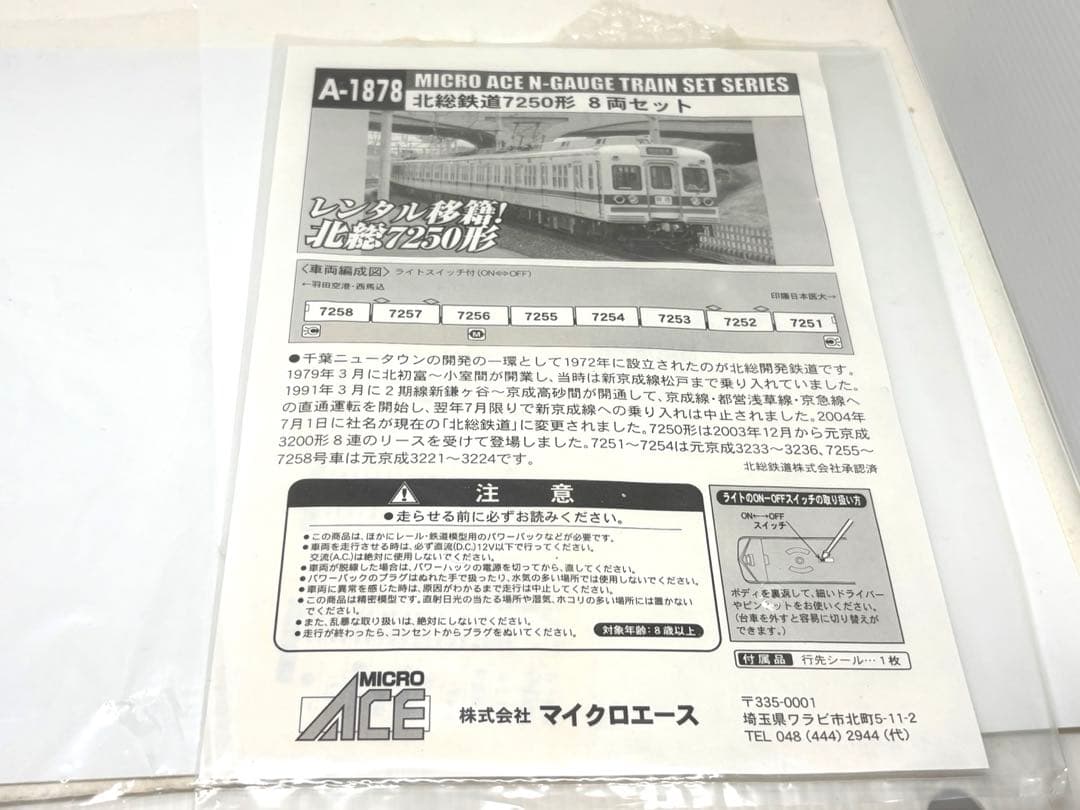 A-1878
MICRO ACE N-GAUGE TRAIN SET SERIES
北総鉄道7250形 8両セット
レンタル移籍!
北総7250形
〈車両編成図〉ライトスイッチ付(ON⇔OFF)
←羽田空港・西馬込
印旛日本医大→
7258 7257 7256 7255 7254 7253 7252 7251
M
●千葉ニュータウンの開発の一環として1972年に設立されたのが北総開発鉄道です。
1979年3月に北初富〜小室間が開業し、当時は新京成線松戸まで乗り入れていました。
1991年3月に2期線新鎌ヶ谷〜京成高砂間が開通して、京成線・都営浅草線・京急線へ
の直通運転を開始し、翌年7月限りで新京成線への乗り入れは中止されました。2004年
7月1日に社名が現在の「北総鉄道」に変更されました。7250形は2003年12月から元京成
3200形8連のリースを受けて登場しました。7251〜7254は元京成3233〜3236、7255〜
7258号車は元京成3221〜3224です。
北総鉄道株式会社承認済
注意
●走らせる前に必ずお読みください。
●この商品は、ほかにレール・鉄道模型用のパワーパックなどが必要です。
●車両を走行させる時は、必ず直流(D.C.)12V以下で行ってください。
交流(A.C.)は絶対に使用しないでください。
●車両が脱線した場合は、パワーハックの電源を切ってから、直してください。
●パワーパックのプラグはぬれた手で扱ったり、水気の多い場所では使用しないでください。
●車両に異常を感じた時は、原因がわかるまで走行は中止してください。
●この商品は精密模型です。直射日光の当たる場所や湿気、ホコリの多い場所には置かない
でください。
●また、乱暴な取り扱いは、絶対にしないでください。
●走行が終わったら、コンセントからプラグをぬいてください。
対象年齢:8歳以上
ライトのON−OFFスイッチの取り扱い方
ON←→OFF
スイッチ
ボディを裏返して、細いドライバー
やピンセットをお使いください。
(台車を外すと容易に切り替えが
できます。)
付属品 行先シール…1枚
MICRO
ACE
株式会社 マイクロエース
〒335-0001
埼玉県ワラビ市北町5-11-2
TEL 048 (444) 2944 (代)